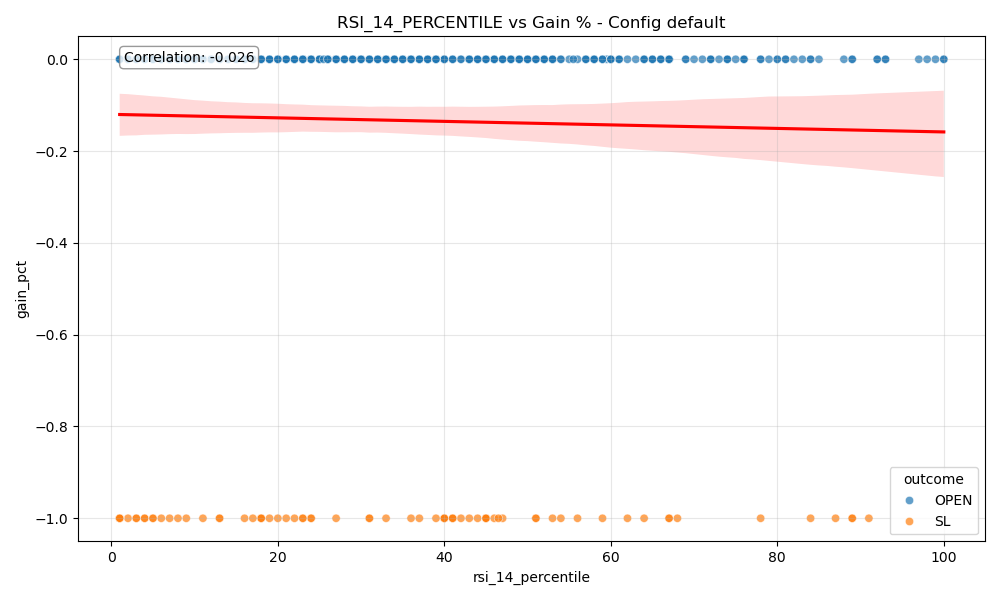 RSI_14_PERCENTILE vs Gain % - Config default
Correlation: -0.026
gain_pct
0.0
−0.2
−0.4
−0.6
−0.8
−1.0
0
20
40
60
80
100
rsi_14_percentile
outcome
OPEN
SL